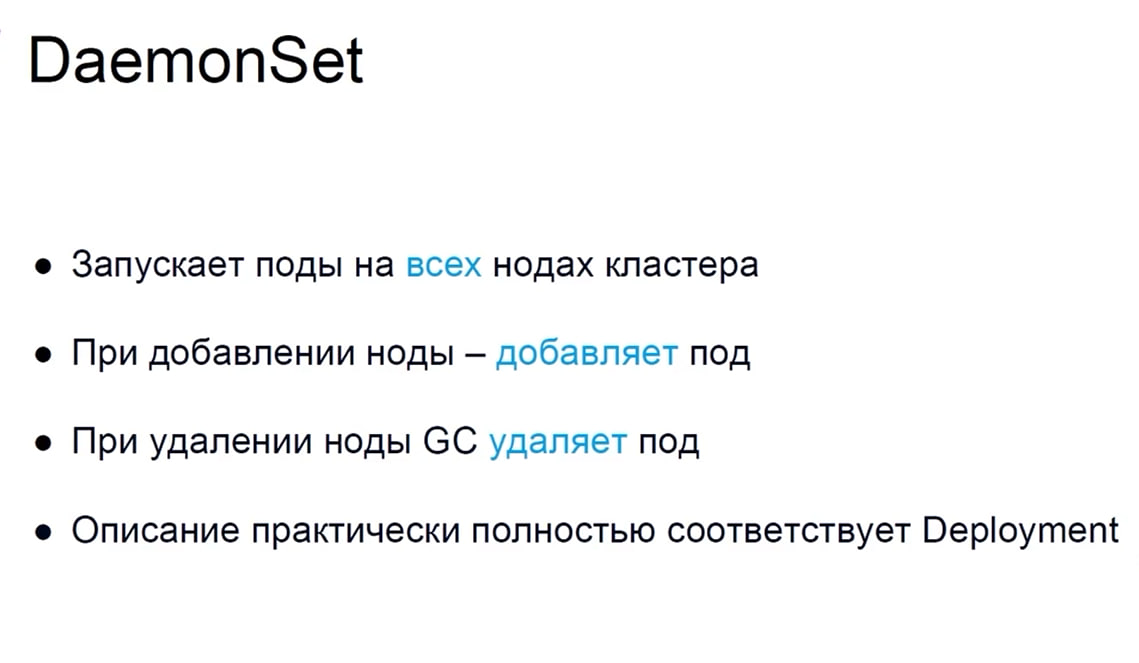 DaemonSet
● Запускает поды на всех нодах кластера
● При добавлении ноды – добавляет под
● При удалении ноды GC удаляет под
● Описание практически полностью соответствует Deployment